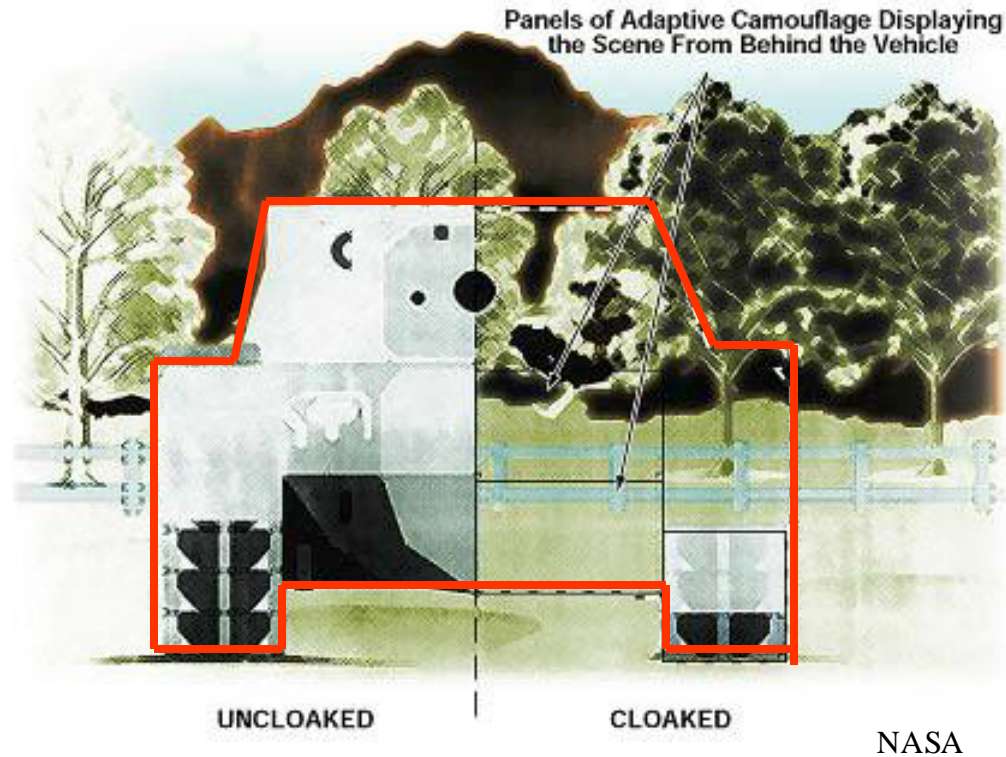 Panels of Adaptive Camouflage Displaying
the Scene From Behind the Vehicle
UNCLOAKED
CLOAKED
NASA